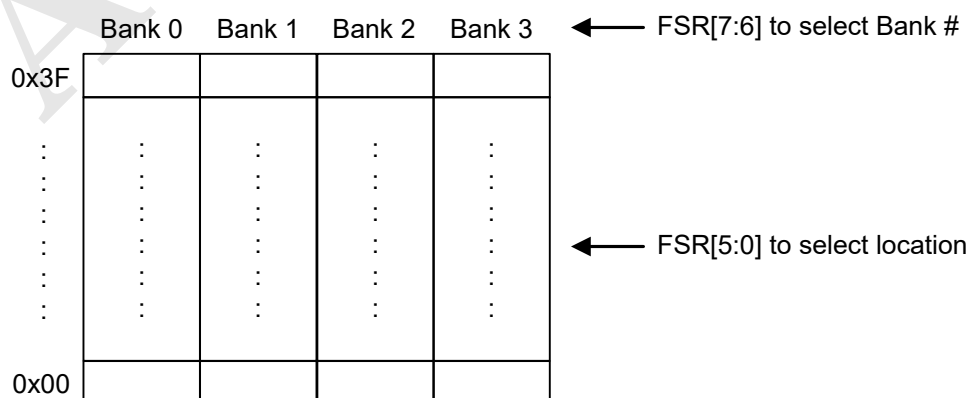 Bank 0 Bank 1 Bank 2 Bank 3 FSR[7:6] to select Bank #
0x3F
FSR[5:0] to select location
0x00